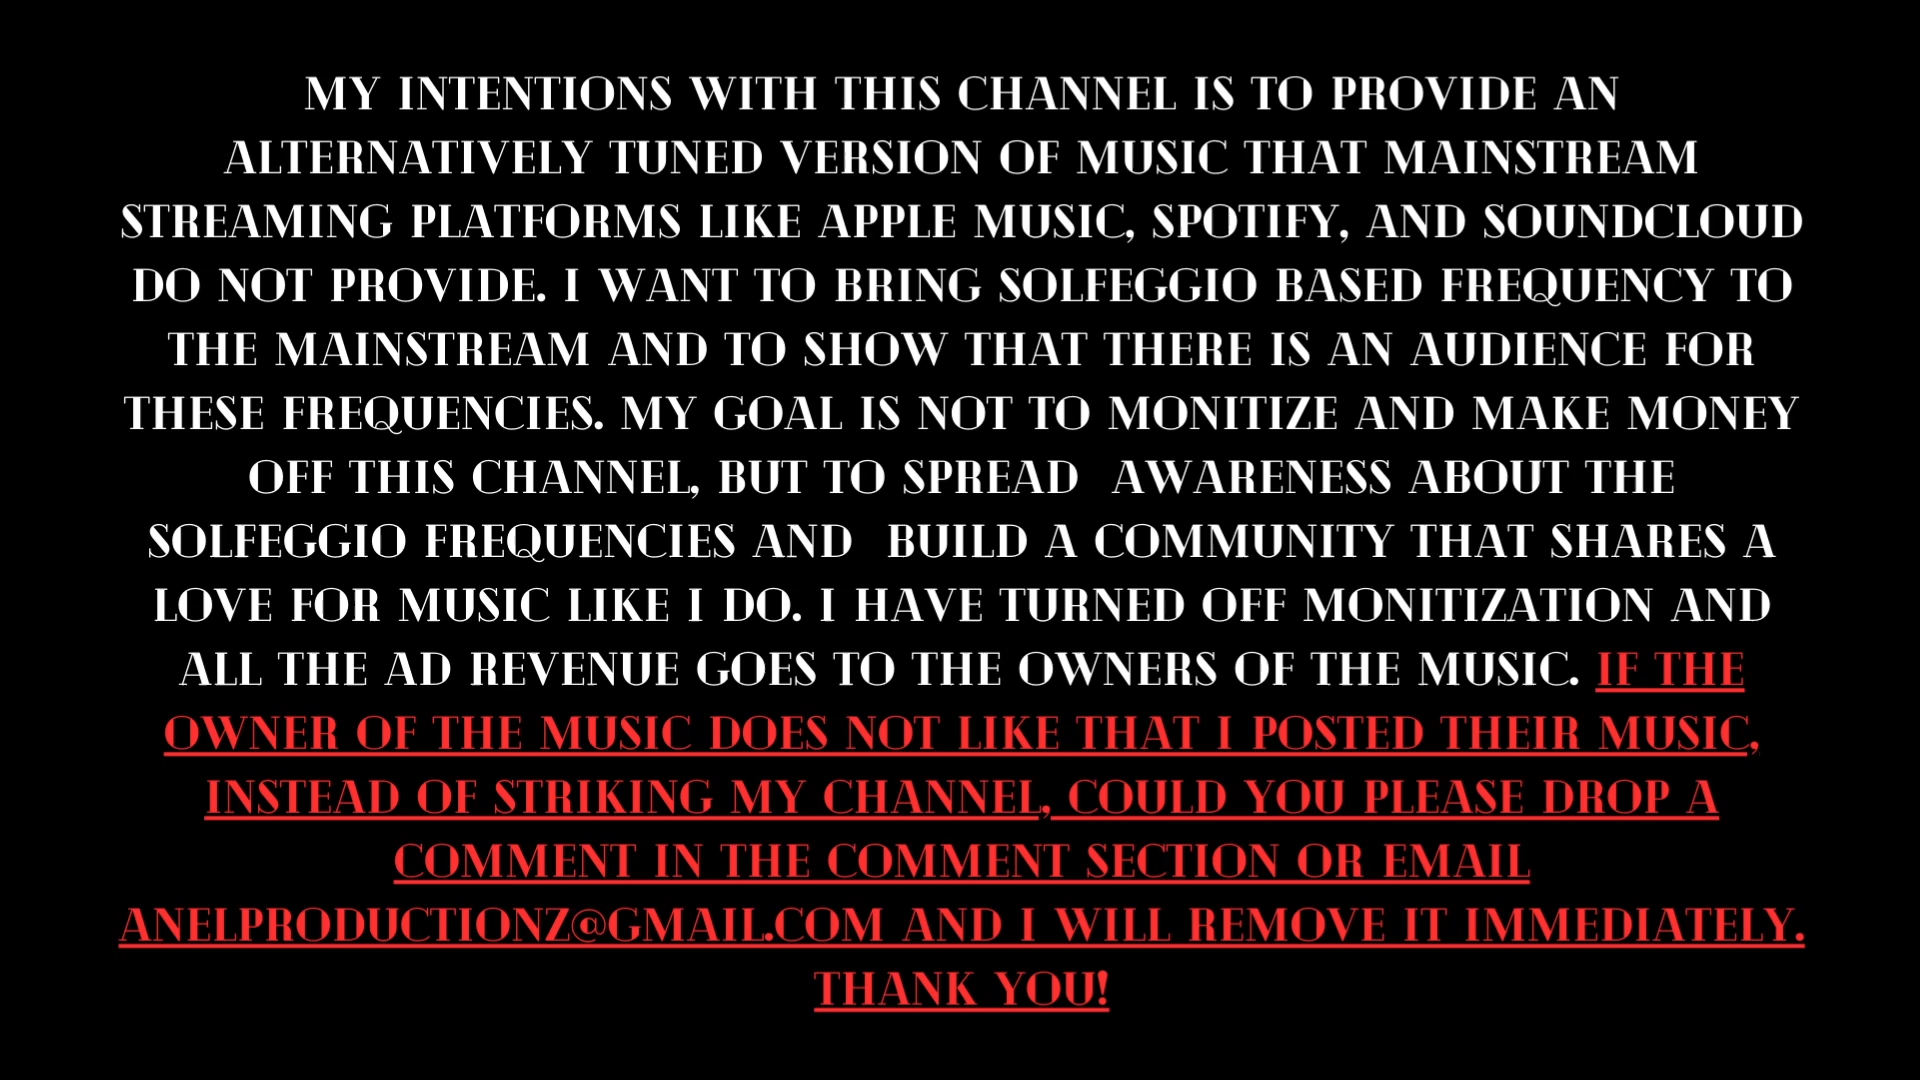 MY INTENTIONS WITH THIS CHANNEL IS TO PROVIDE AN
ALTERNATIVELY TUNED VERSION OF MUSIC THAT MAINSTREAM
STREAMING PLATFORMS LIKE APPLE MUSIC, SPOTIFY, AND SOUNDCLOUD
DO NOT PROVIDE. I WANT TO BRING SOLFEGGIO BASED FREQUENCY TO
THE MAINSTREAM AND TO SHOW THAT THERE IS AN AUDIENCE FOR
THESE FREQUENCIES. MY GOAL IS NOT TO MONITIZE AND MAKE MONEY
OFF THIS CHANNEL, BUT TO SPREAD  AWARENESS ABOUT THE
SOLFEGGIO FREQUENCIES AND  BUILD A COMMUNITY THAT SHARES A
LOVE FOR MUSIC LIKE I DO. I HAVE TURNED OFF MONITIZATION AND
ALL THE AD REVENUE GOES TO THE OWNERS OF THE MUSIC. IF THE
OWNER OF THE MUSIC DOES NOT LIKE THAT I POSTED THEIR MUSIC,
INSTEAD OF STRIKING MY CHANNEL, COULD YOU PLEASE DROP A
COMMENT IN THE COMMENT SECTION OR EMAIL
ANELPRODUCTIONZ@GMAIL.COM AND I WILL REMOVE IT IMMEDIATELY.
THANK YOU!